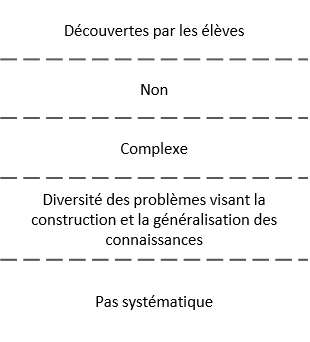 Découvertes par les élèves
Non
Complexe
Diversité des problèmes visant la
construction et la généralisation des
connaissances
Pas systématique